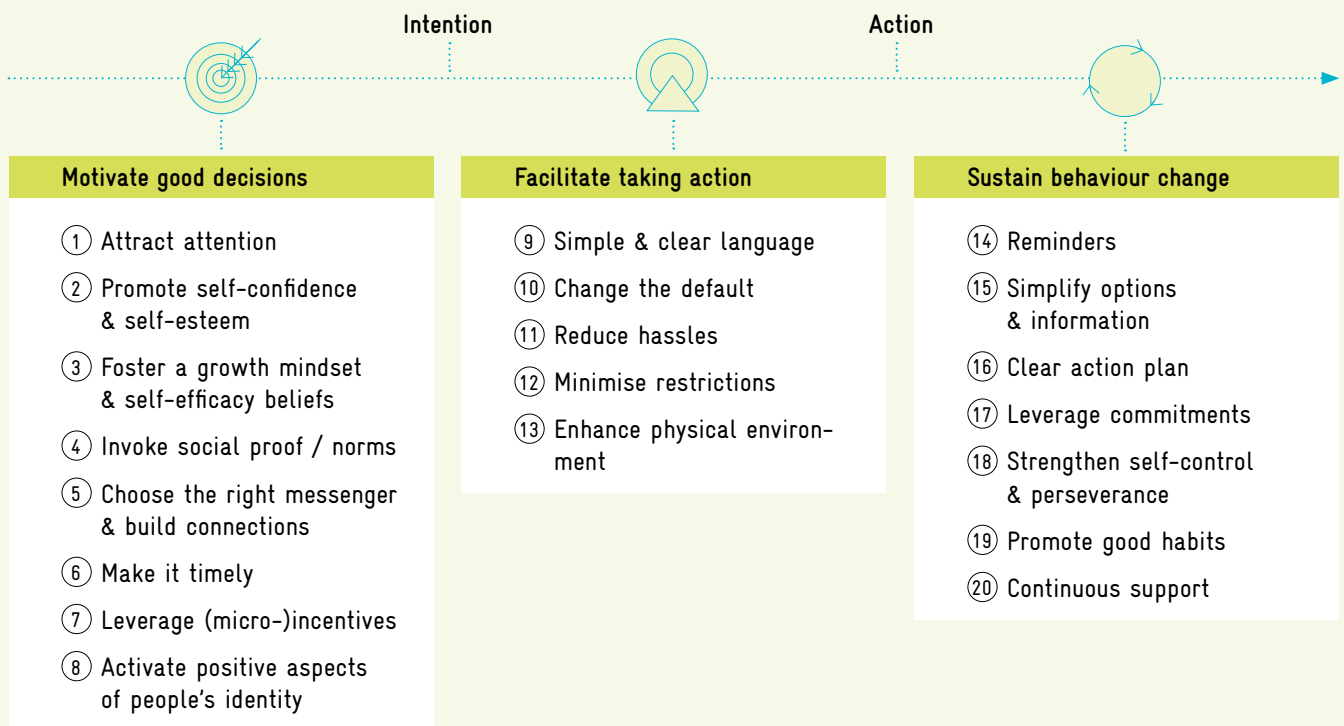 Intention
Action
Motivate good decisions
1 Attract attention
2 Promote self-confidence
& self-esteem
3 Foster a growth mindset
& self-efficacy beliefs
4 Invoke social proof / norms
5 Choose the right messenger
& build connections
6 Make it timely
7 Leverage (micro-)incentives
8 Activate positive aspects
of people's identity
Facilitate taking action
9 Simple & clear language
10 Change the default
11 Reduce hassles
12 Minimise restrictions
13 Enhance physical environ-
ment
Sustain behaviour change
14 Reminders
15 Simplify options
& information
16 Clear action plan
17 Leverage commitments
18 Strengthen self-control
& perseverance
19 Promote good habits
20 Continuous support